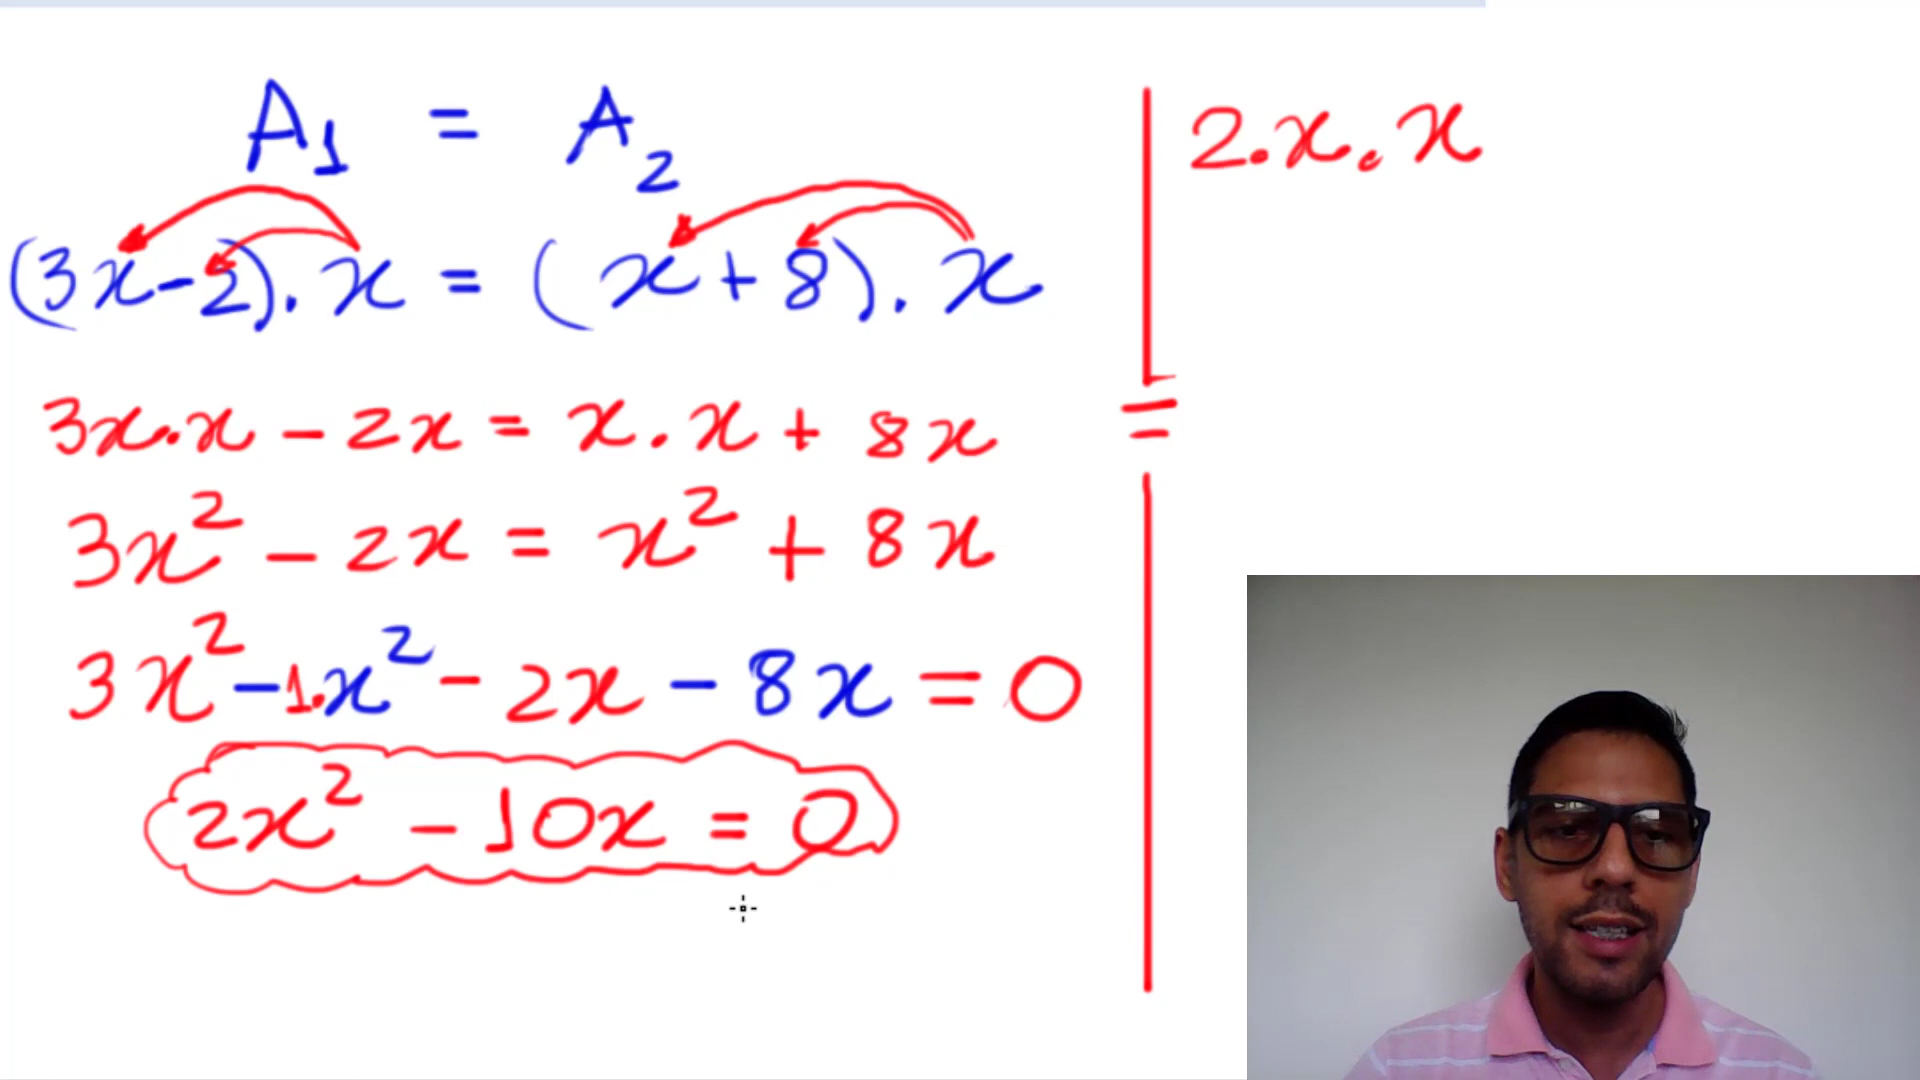 A₁ = A₂
(3x-2).x = (x+8).x
3x.x - 2x = x.x + 8x
3x² - 2x = x² + 8x
3x² - 1.x² - 2x - 8x = 0
2x² - 10x = 0
2.x.x
=